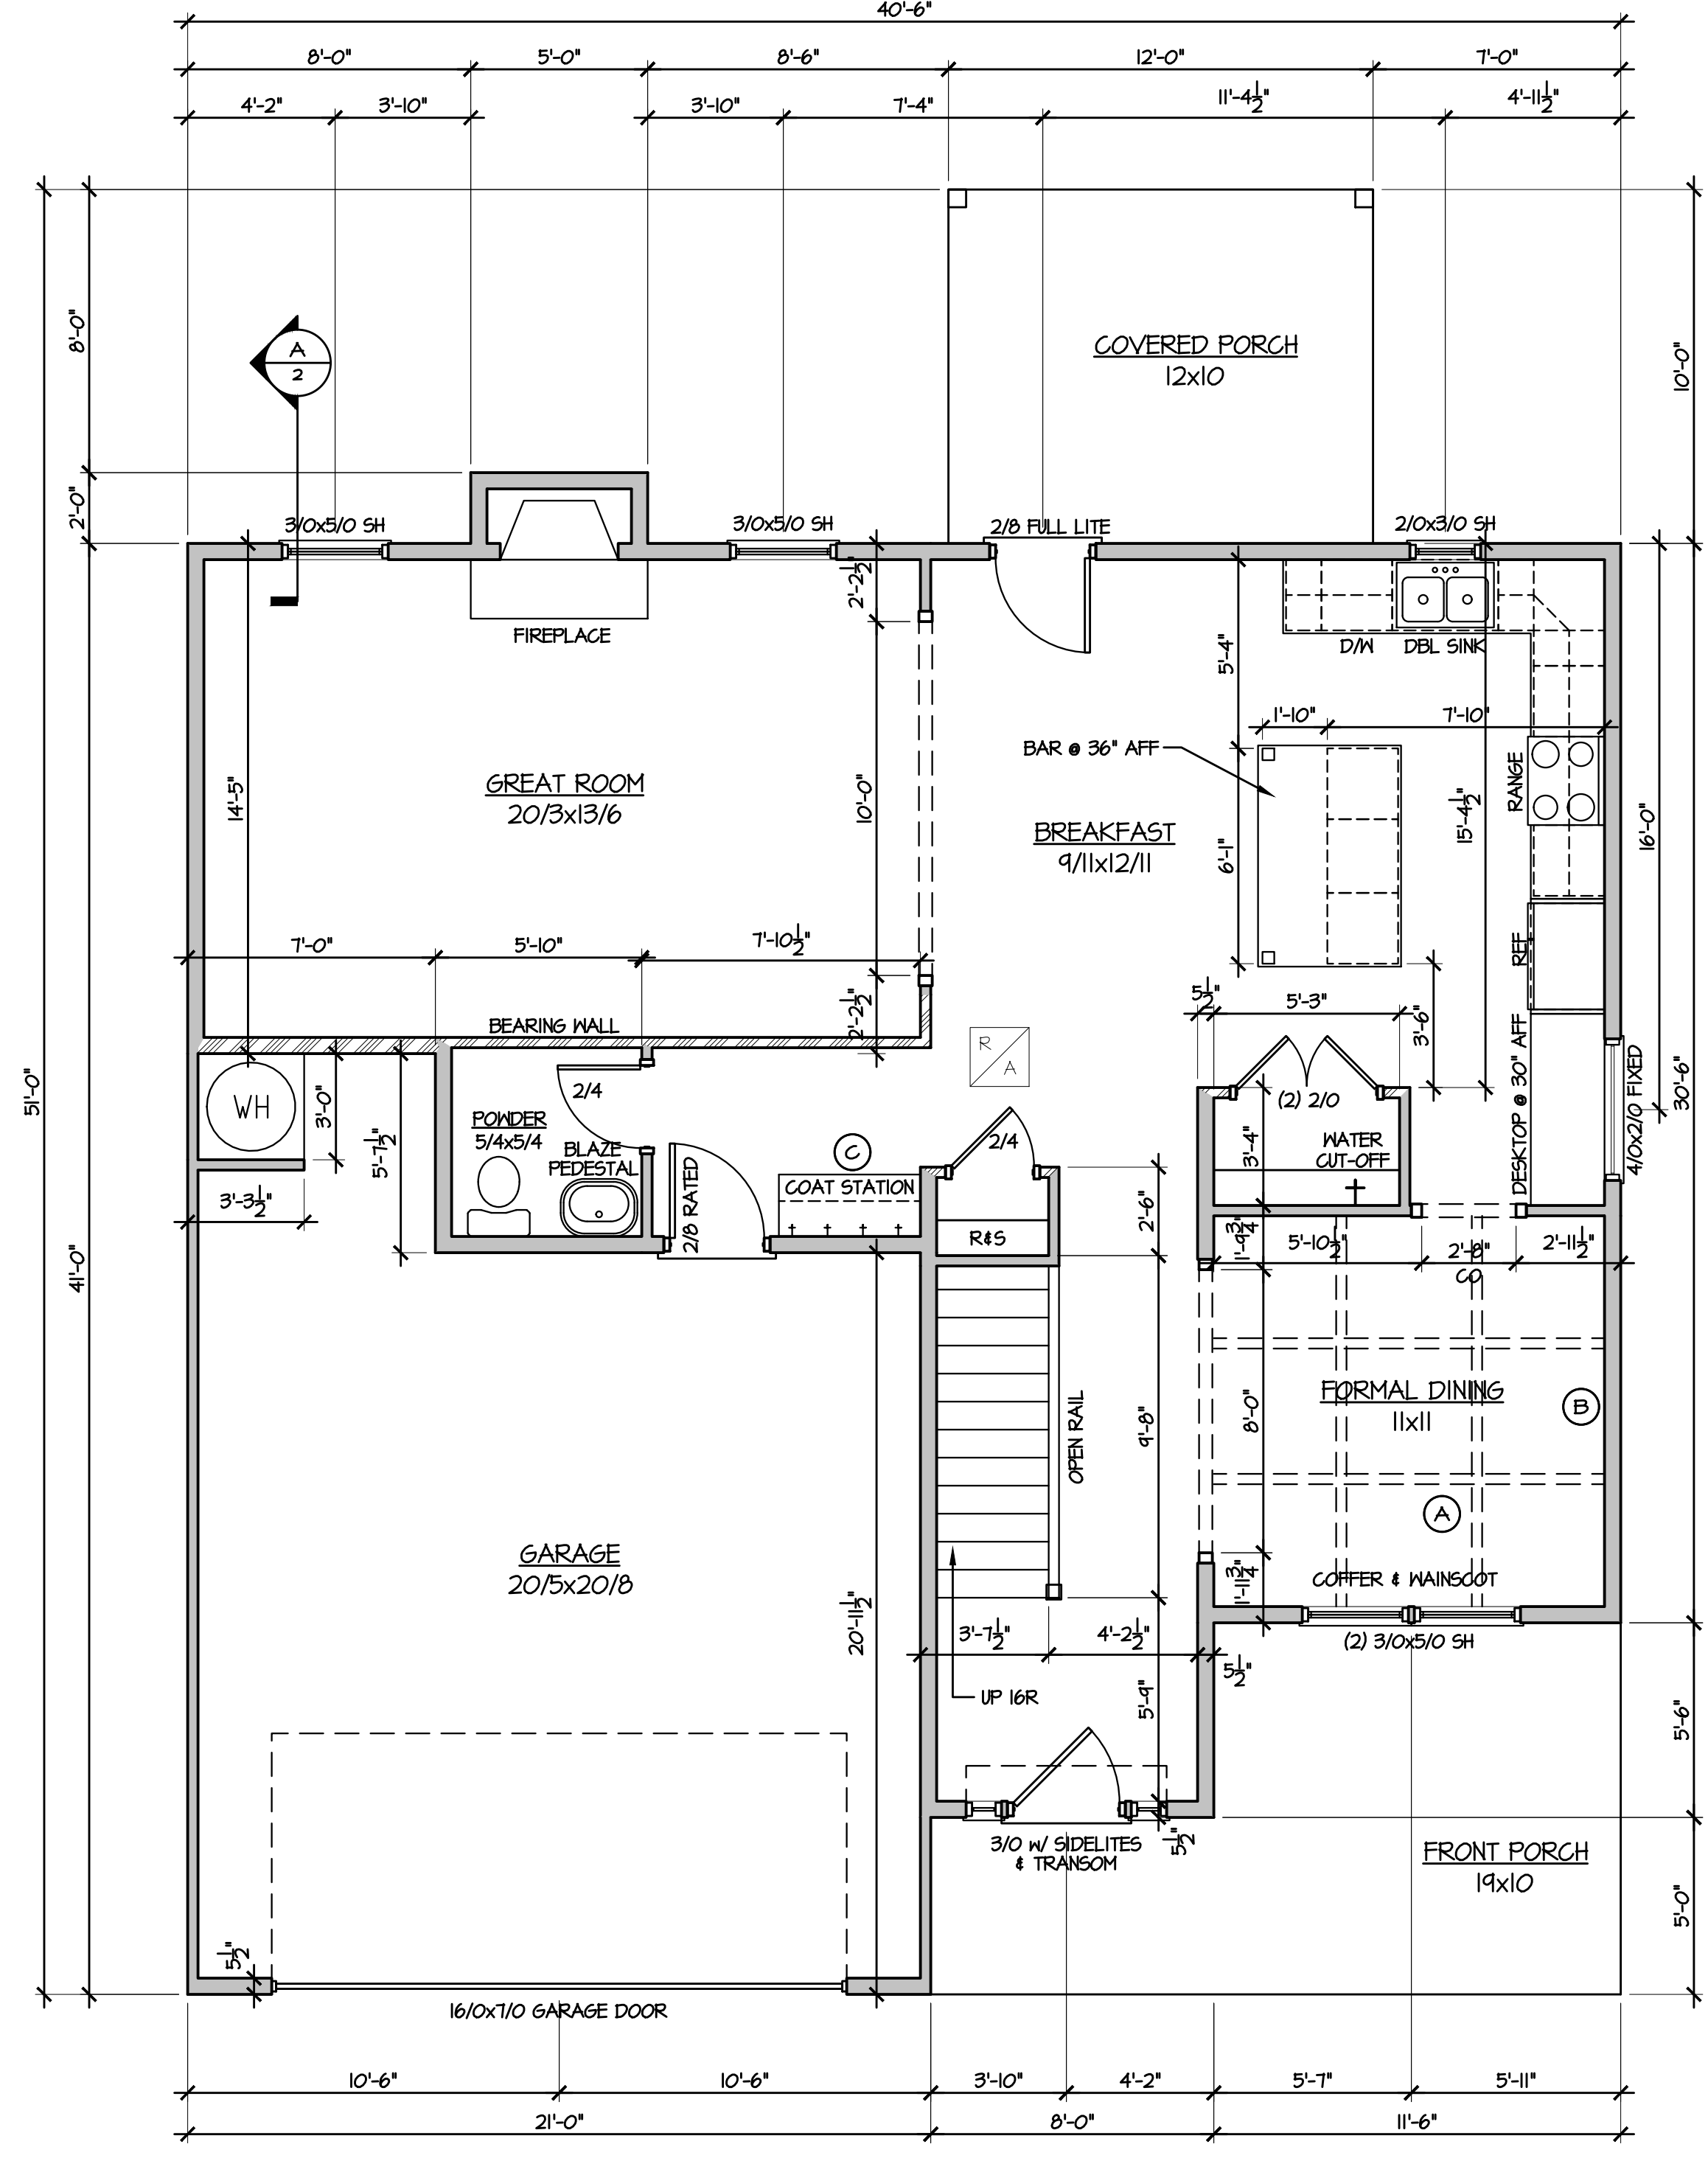 40'-6"
8'-0" 5'-0" 8'-6" 12'-0" 7'-0"
4'-2" 3'-10" 3'-10" 7'-4" 11'-4 1/2" 4'-11 1/2"
8'-0"
10'-0"
A
2
COVERED PORCH
12x10
2'-0"
3/0x5/0 SH
3/0x5/0 SH
2/8 FULL LITE
2/0x3/0 SH
FIREPLACE
2'-2 1/2"
5'-4"
D/W
DBL SINK
1'-10"
7'-10"
BAR @ 36" AFF
RANGE
GREAT ROOM
20/3x13/6
14'-5"
10'-0"
BREAKFAST
9/11x12/11
6'-1"
15'-4 1/2"
16'-0"
7'-0" 5'-10" 7'-10 1/2"
REF
2'-2 1/2"
5 1/2"
5'-3"
3'-6"
BEARING WALL
R
A
DESKTOP @ 30" AFF
4/0x2/0 FIXED
30'-6"
51'-0"
WH
3'-0"
5'-7 1/2"
2/4
POWDER
5/4x5/4
BLAZE
PEDESTAL
2/8 RATED
C
COAT STATION
2/4
(2) 2/0
3'-4"
WATER
CUT-OFF
3'-3 1/2"
R&S
2'-6"
1'-9 3/4"
5'-10 1/2"
2'-8"
CO
2'-11 1/2"
41'-0"
OPEN RAIL
9'-8"
8'-0"
FORMAL DINING
11x11
B
A
GARAGE
20/5x20/8
20'-11 1/2"
1'-11 3/4"
COFFER & WAINSCOT
(2) 3/0x5/0 SH
3'-7 1/2"
4'-2 1/2"
5 1/2"
UP 16R
5'-9"
5'-6"
3/0 W/ SIDELITES
& TRANSOM
5 1/2"
FRONT PORCH
19x10
5'-0"
5 1/2"
16/0x7/0 GARAGE DOOR
10'-6" 10'-6" 3'-10" 4'-2" 5'-7" 5'-11"
21'-0" 8'-0" 11'-6"